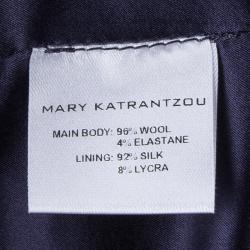 MARY KATRANTZOU
MAIN BODY: 96% WOOL
4% ELASTANE
LINING: 92% SILK
8% LYCRA